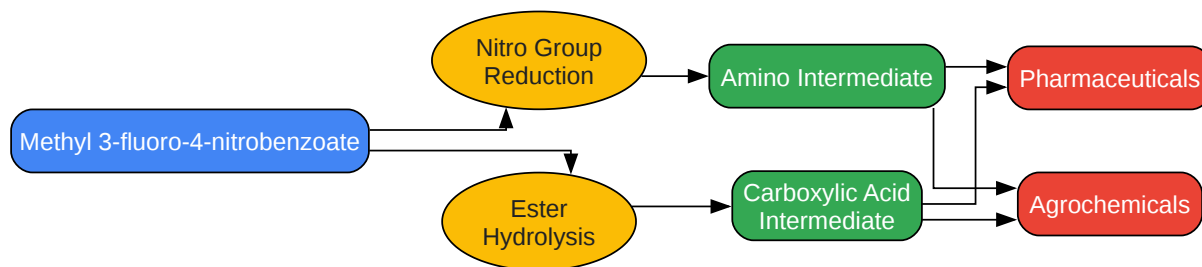 Methyl 3-fluoro-4-nitrobenzoate
Nitro Group
Reduction
Ester
Hydrolysis
Amino Intermediate
Carboxylic Acid
Intermediate
Pharmaceuticals
Agrochemicals